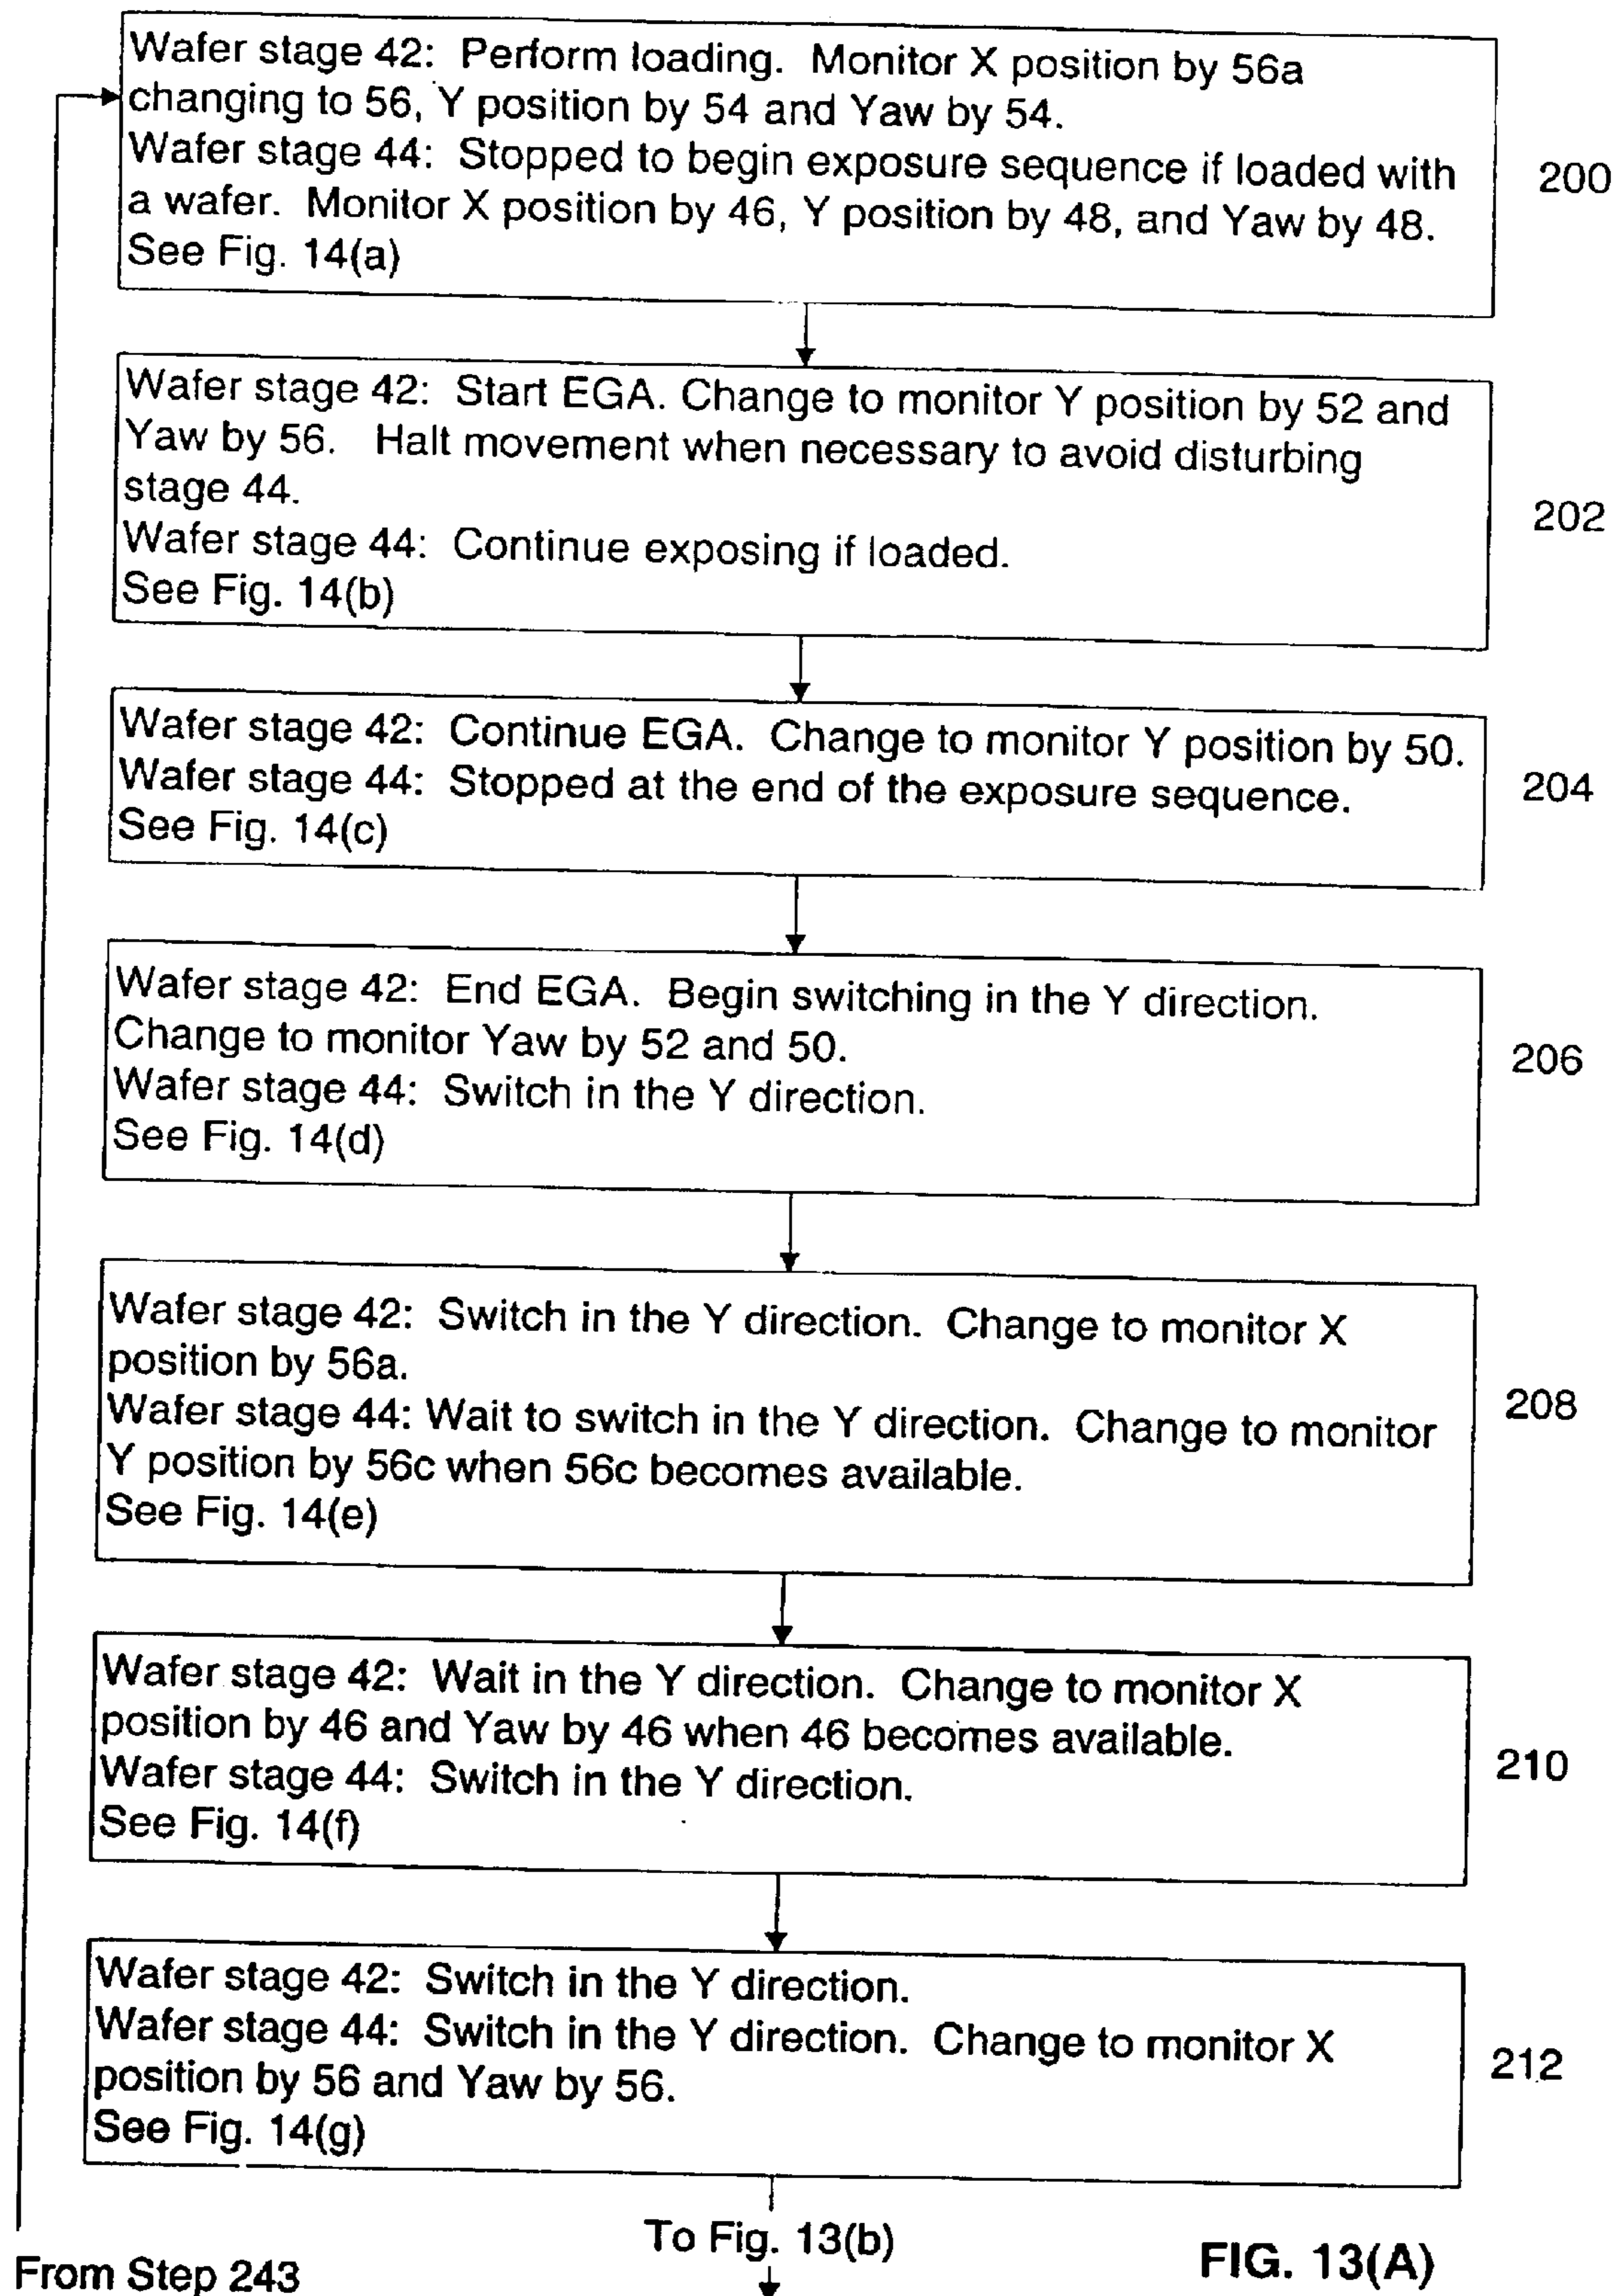 Wafer stage 42: Perform loading. Monitor X position by 56a
changing to 56, Y position by 54 and Yaw by 54.
Wafer stage 44: Stopped to begin exposure sequence if loaded with
a wafer. Monitor X position by 46, Y position by 48, and Yaw by 48.
See Fig. 14(a)
200
Wafer stage 42: Start EGA. Change to monitor Y position by 52 and
Yaw by 56. Halt movement when necessary to avoid disturbing
stage 44.
Wafer stage 44: Continue exposing if loaded.
See Fig. 14(b)
202
Wafer stage 42: Continue EGA. Change to monitor Y position by 50.
Wafer stage 44: Stopped at the end of the exposure sequence.
See Fig. 14(c)
204
Wafer stage 42: End EGA. Begin switching in the Y direction.
Change to monitor Yaw by 52 and 50.
Wafer stage 44: Switch in the Y direction.
See Fig. 14(d)
206
Wafer stage 42: Switch in the Y direction. Change to monitor X
position by 56a.
Wafer stage 44: Wait to switch in the Y direction. Change to monitor
Y position by 56c when 56c becomes available.
See Fig. 14(e)
208
Wafer stage 42: Wait in the Y direction. Change to monitor X
position by 46 and Yaw by 46 when 46 becomes available.
Wafer stage 44: Switch in the Y direction.
See Fig. 14(f)
210
Wafer stage 42: Switch in the Y direction.
Wafer stage 44: Switch in the Y direction. Change to monitor X
position by 56 and Yaw by 56.
See Fig. 14(g)
212
To Fig. 13(b)
From Step 243
FIG. 13(A)